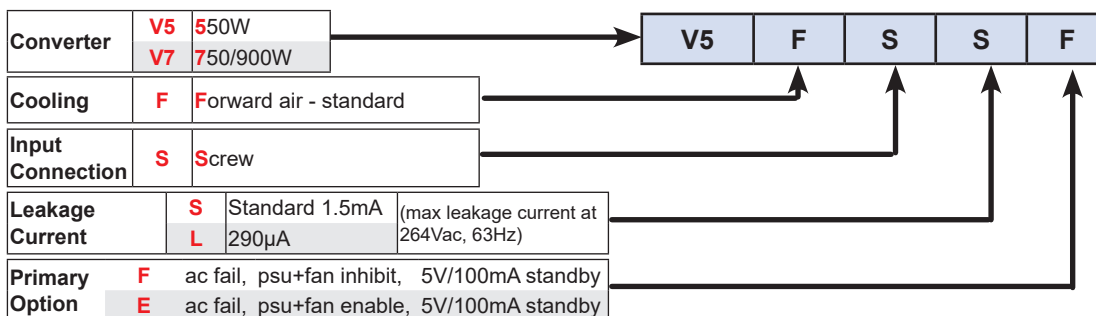 Converter V5 550W
V7 750/900W
V5 F S S F
Cooling F Forward air - standard
Input
Connection S Screw
Leakage
Current S Standard 1.5mA (max leakage current at
L 290µA 264Vac, 63Hz)
Primary
Option F ac fail, psu+fan inhibit, 5V/100mA standby
E ac fail, psu+fan enable, 5V/100mA standby